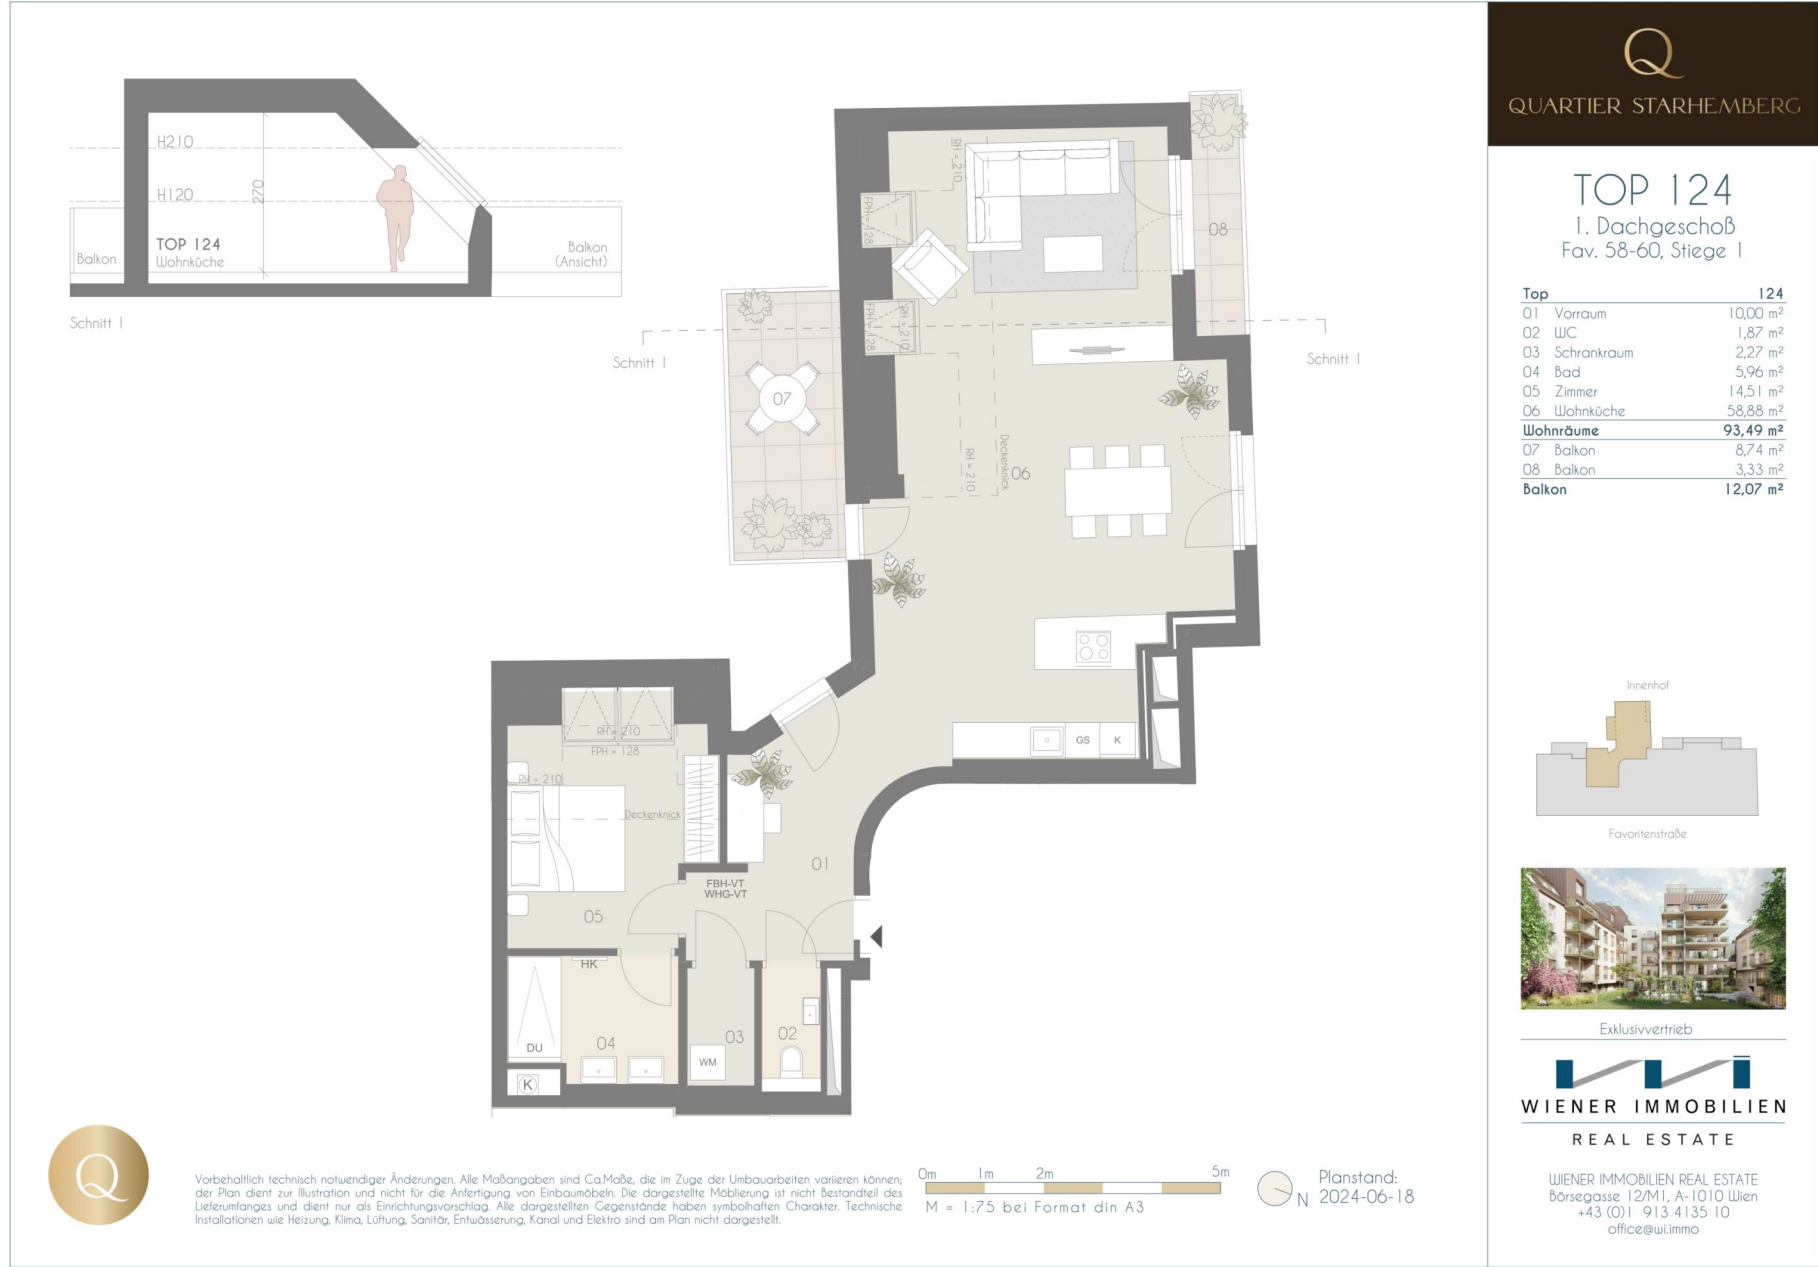 H210
H120
270
TOP 124
Wohnküche
Balkon
Balkon
(Ansicht)
Schnitt 1
RH = 210
FPH = 128
08
FPH = 128
RH = 210
Schnitt 1
Schnitt 1
07
Deckenknick
RH = 210
06
GS
K
RH = 210
FPH = 128
RH = 210
Deckenknick
01
FBH-VT
WHG-VT
05
HK
DU
04
03
02
WM
K
Q
QUARTIER STARHEMBERG
TOP 124
1. Dachgeschoß
Fav. 58-60, Stiege 1
Top 124
01 Vorraum 10,00 m²
02 WC 1,87 m²
03 Schrankraum 2,27 m²
04 Bad 5,96 m²
05 Zimmer 14,51 m²
06 Wohnküche 58,88 m²
Wohnräume 93,49 m²
07 Balkon 8,74 m²
08 Balkon 3,33 m²
Balkon 12,07 m²
Innenhof
Favoritenstraße
Exklusivvertrieb
WIENER IMMOBILIEN
REAL ESTATE
WIENER IMMOBILIEN REAL ESTATE
Börsegasse 12/M1, A-1010 Wien
+43 (0)1 913 4135 10
office@wi.immo
Q
Vorbehaltlich technisch notwendiger Änderungen. Alle Maßangaben sind Ca.Maße, die im Zuge der Umbauarbeiten variieren können;
der Plan dient zur Illustration und nicht für die Anfertigung von Einbaumöbeln. Die dargestellte Möblierung ist nicht Bestandteil des
Lieferumfanges und dient nur als Einrichtungsvorschlag. Alle dargestellten Gegenstände haben symbolhaften Charakter. Technische
Installationen wie Heizung, Klima, Lüftung, Sanitär, Entwässerung, Kanal und Elektro sind am Plan nicht dargestellt.
0m 1m 2m 5m
M = 1:75 bei Format din A3
N
Planstand:
2024-06-18